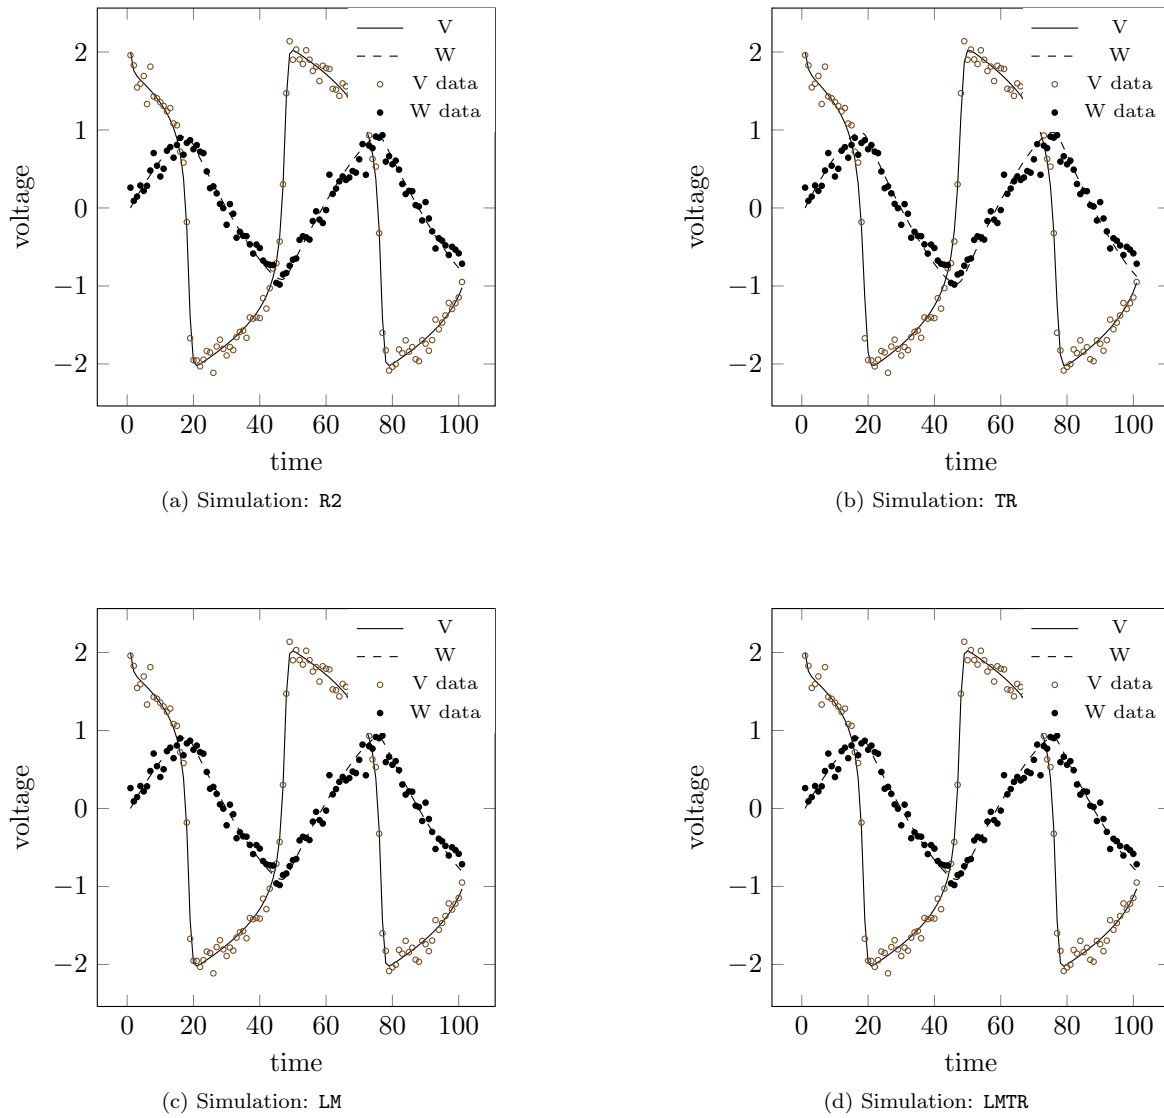 V
W
V data
W data
2
1
0
−1
−2
voltage
0 20 40 60 80 100
time
(a) Simulation: R2
V
W
V data
W data
2
1
0
−1
−2
voltage
0 20 40 60 80 100
time
(b) Simulation: TR
V
W
V data
W data
2
1
0
−1
−2
voltage
0 20 40 60 80 100
time
(c) Simulation: LM
V
W
V data
W data
2
1
0
−1
−2
voltage
0 20 40 60 80 100
time
(d) Simulation: LMTR